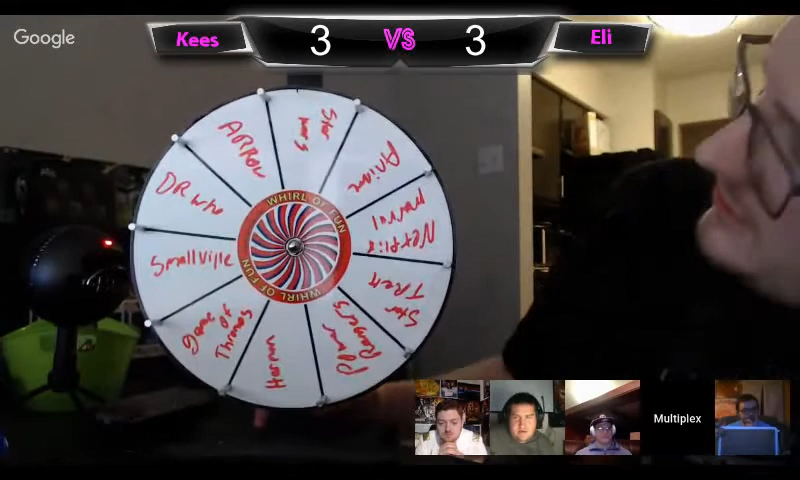 Google
Kees 3 VS 3 Eli
Star
wars
ARROW
Anime
DR who
Netflix
marvel
Smallville
Star
TRek
Game
OF
Thrones
Power
Rangers
WHIRL OF FUN
WHIRL OF FUN
Multiplex